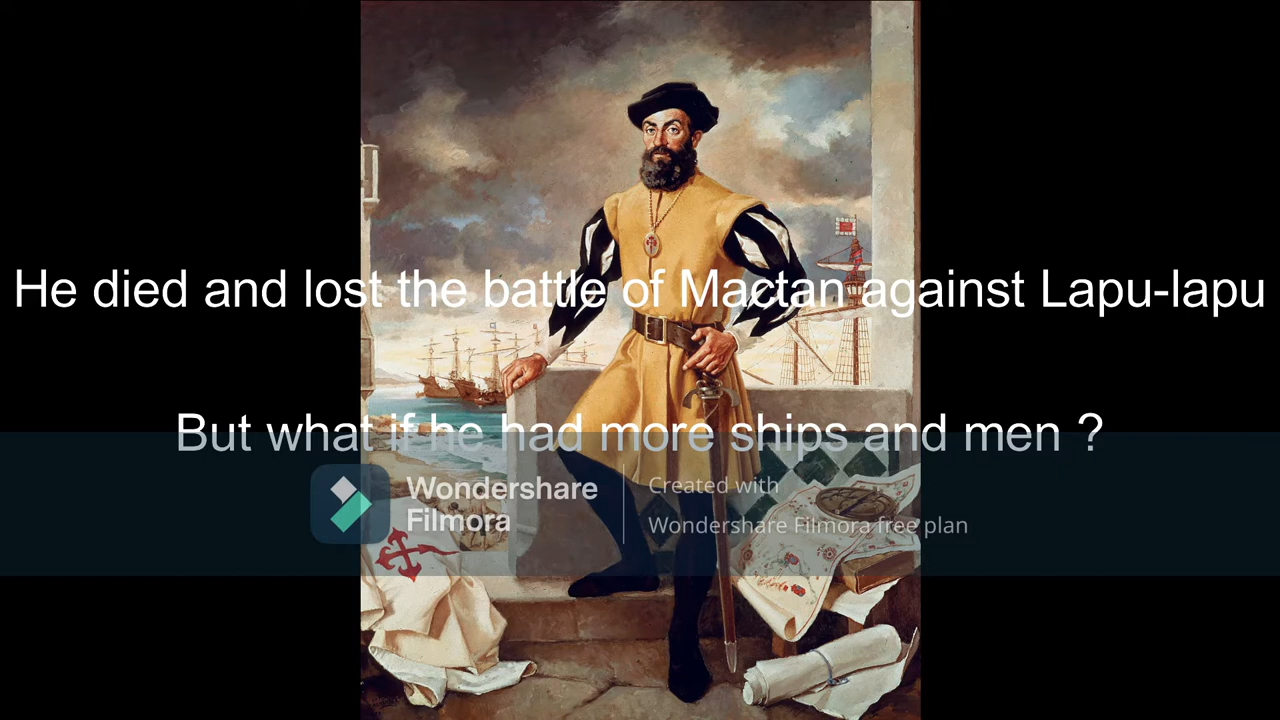 He died and lost the battle of Mactan against Lapu-lapu
But what if he had more ships and men ?
Wondershare
Filmora
Created with
Wondershare Filmora free plan